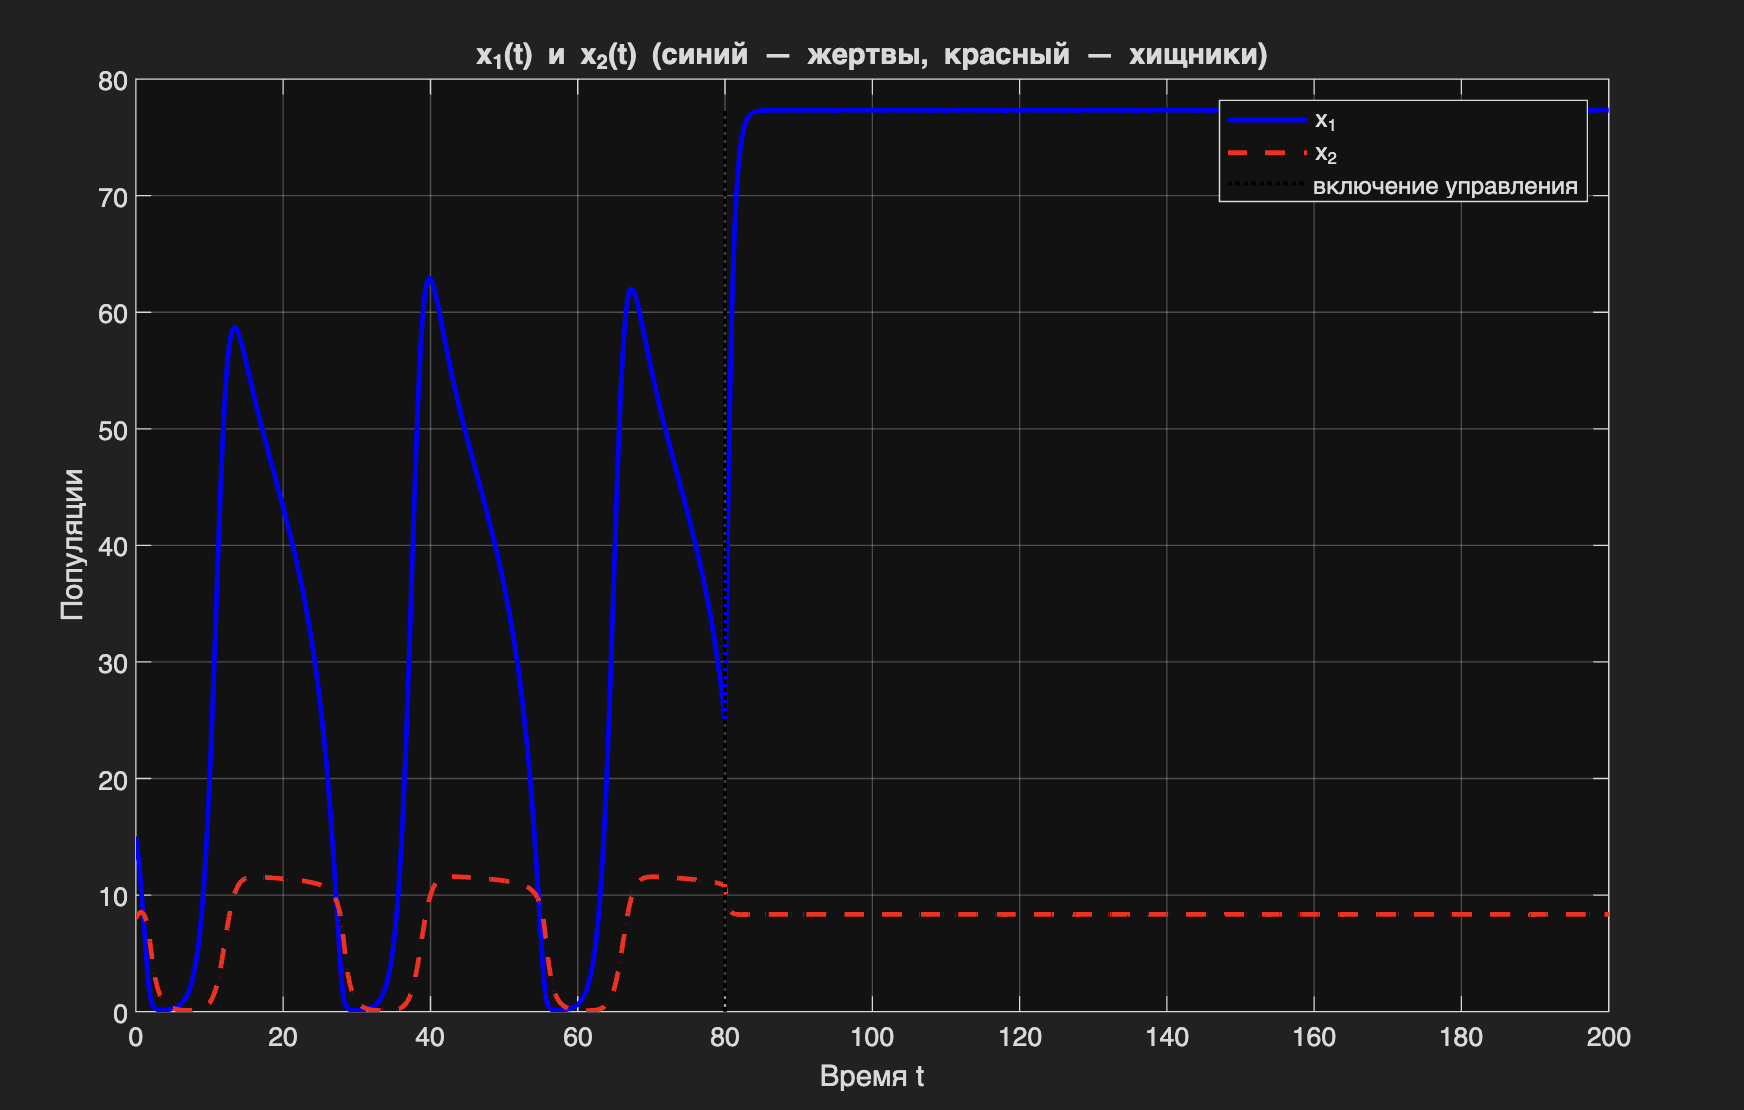 x₁(t) и x₂(t) (синий — жертвы, красный — хищники)
80
70
60
50
40
30
20
10
0
Популяции
x₁
x₂
включение управления
0 20 40 60 80 100 120 140 160 180 200
Время t